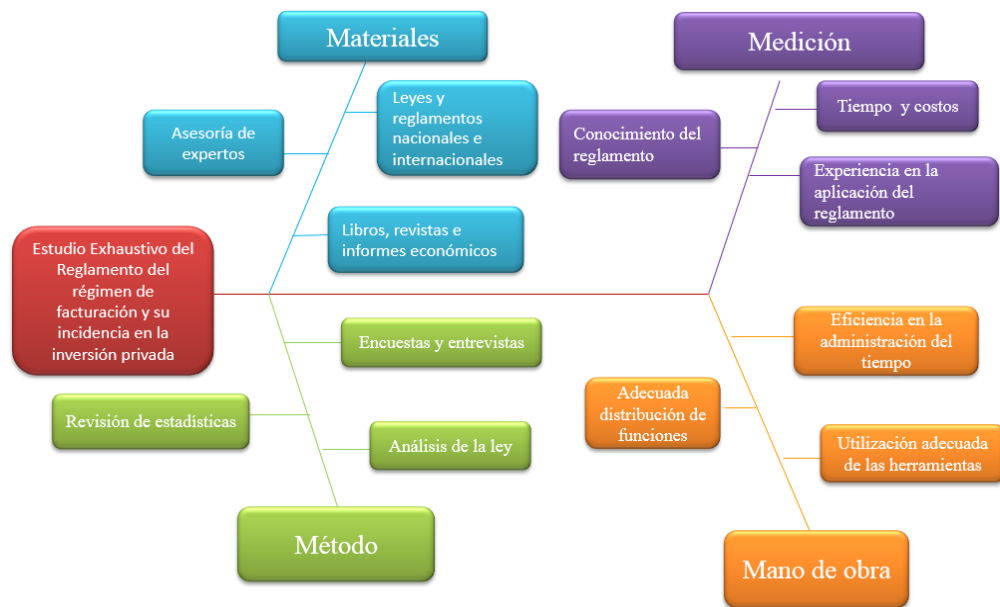 Materiales
Medición
Asesoría de
expertos
Leyes y
reglamentos
nacionales e
internacionales
Libros, revistas e
informes económicos
Conocimiento del
reglamento
Tiempo y costos
Experiencia en la
aplicación del
reglamento
Estudio Exhaustivo del
Reglamento del
régimen de
facturación y su
incidencia en la
inversión privada
Encuestas y entrevistas
Revisión de estadísticas
Análisis de la ley
Método
Eficiencia en la
administración del
tiempo
Adecuada
distribución de
funciones
Utilización adecuada
de las herramientas
Mano de obra